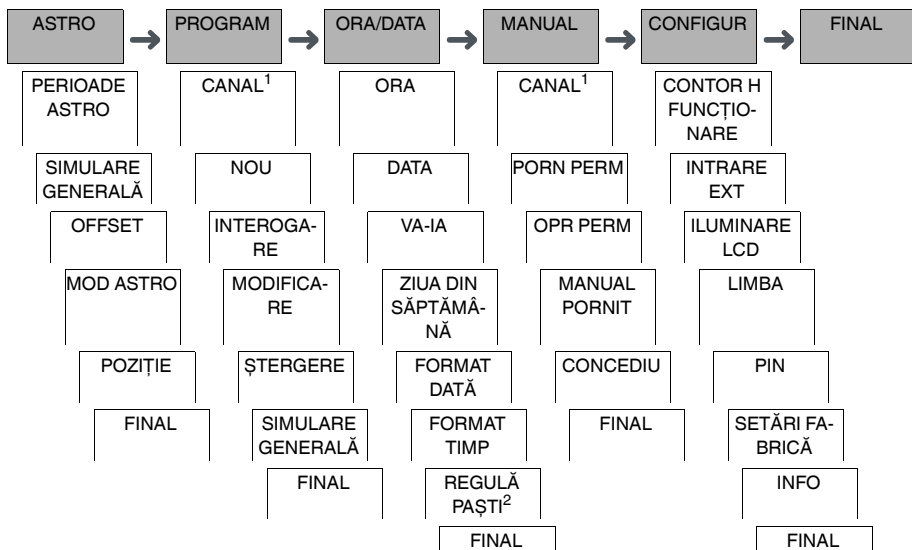 ASTRO
PROGRAM
ORA/DATA
MANUAL
CONFIGUR
FINAL
PERIOADE
ASTRO
SIMULARE
GENERALĂ
OFFSET
MOD ASTRO
POZIȚIE
FINAL
CANAL1
NOU
INTEROGA-
RE
MODIFICA-
RE
ȘTERGERE
SIMULARE
GENERALĂ
FINAL
ORA
DATA
VA-IA
ZIUA DIN
SĂPTĂMÂ-
NĂ
FORMAT
DATĂ
FORMAT
TIMP
REGULĂ
PAȘTI2
FINAL
CANAL1
PORN PERM
OPR PERM
MANUAL
PORNIT
CONCEDIU
FINAL
CONTOR H
FUNCȚIO-
NARE
INTRARE
EXT
ILUMINARE
LCD
LIMBA
PIN
SETĂRI FA-
BRICĂ
INFO
FINAL